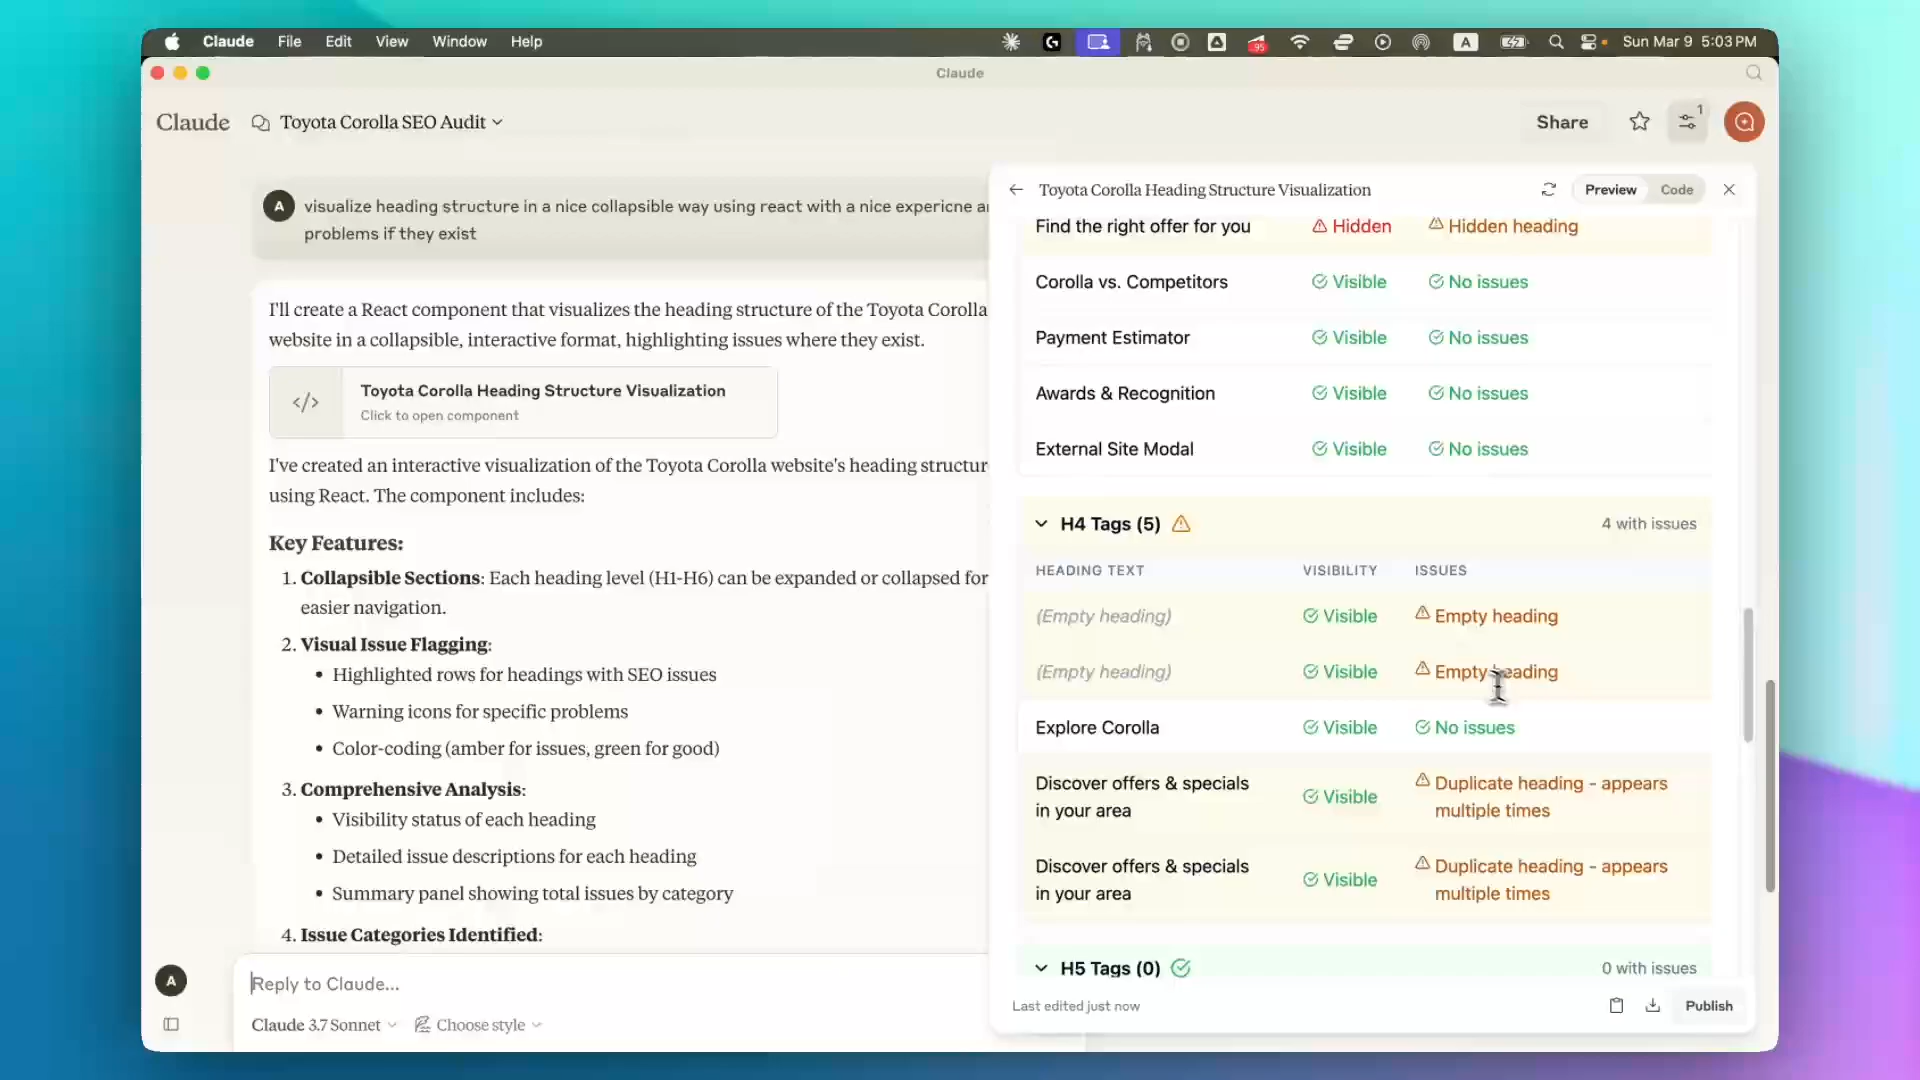 Claude File Edit View Window Help
.95
A
Sun Mar 9 5:03 PM
Claude
Claude
Toyota Corolla SEO Audit
Share
1
A
visualize heading structure in a nice collapsible way using react with a nice expericne a
problems if they exist
I'll create a React component that visualizes the heading structure of the Toyota Corolla
website in a collapsible, interactive format, highlighting issues where they exist.
</>
Toyota Corolla Heading Structure Visualization
Click to open component
I've created an interactive visualization of the Toyota Corolla website's heading structur
using React. The component includes:
Key Features:
1. Collapsible Sections: Each heading level (H1-H6) can be expanded or collapsed for
easier navigation.
2. Visual Issue Flagging:
• Highlighted rows for headings with SEO issues
• Warning icons for specific problems
• Color-coding (amber for issues, green for good)
3. Comprehensive Analysis:
• Visibility status of each heading
• Detailed issue descriptions for each heading
• Summary panel showing total issues by category
4. Issue Categories Identified:
A
Reply to Claude...
Claude 3.7 Sonnet
Choose style
Toyota Corolla Heading Structure Visualization
Preview
Code
Find the right offer for you Hidden Hidden heading
Corolla vs. Competitors Visible No issues
Payment Estimator Visible No issues
Awards & Recognition Visible No issues
External Site Modal Visible No issues
H4 Tags (5) 4 with issues
HEADING TEXT VISIBILITY ISSUES
(Empty heading) Visible Empty heading
(Empty heading) Visible Empty heading
Explore Corolla Visible No issues
Discover offers & specials
in your area
Visible
Duplicate heading - appears
multiple times
Discover offers & specials
in your area
Visible
Duplicate heading - appears
multiple times
H5 Tags (0) 0 with issues
Last edited just now
Publish